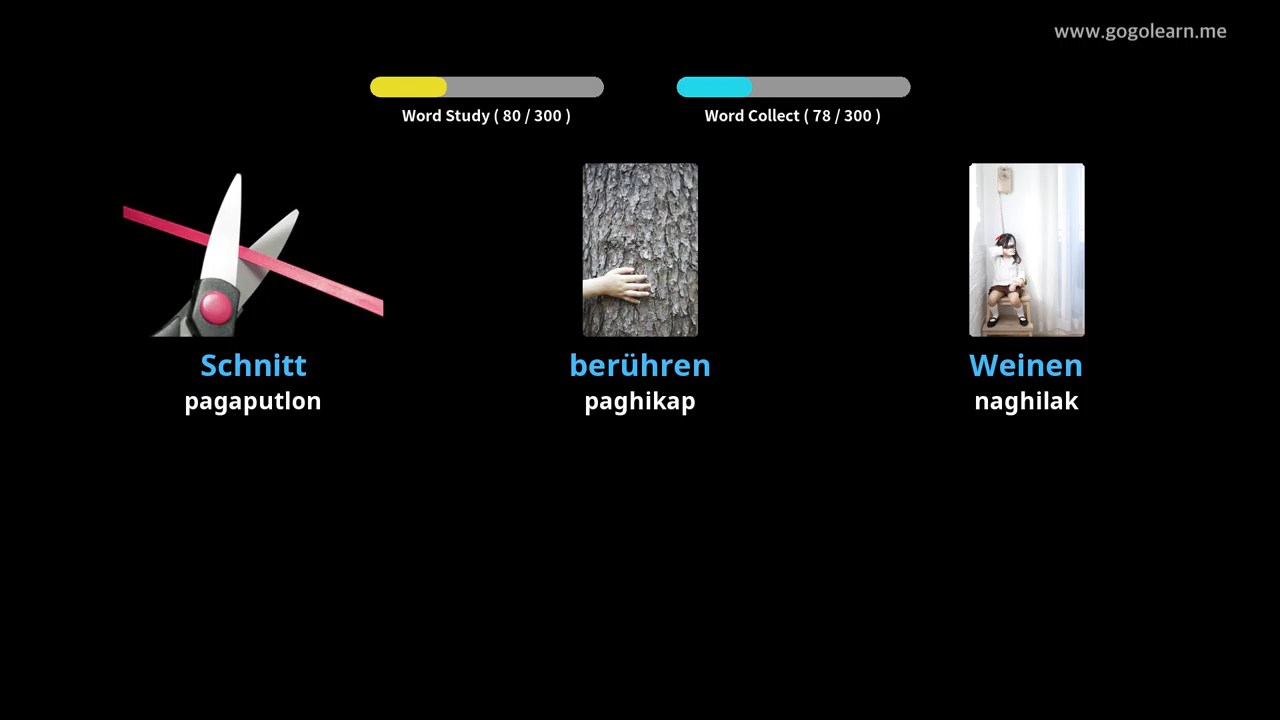 www.gogolearn.me
Word Study ( 80 / 300 )
Word Collect ( 78 / 300 )
Schnitt
pagaputlon
berühren
paghikap
Weinen
naghilak